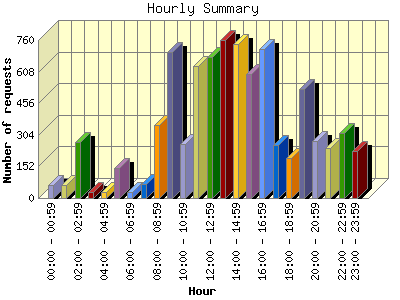 Hourly Summary
Number of requests
760
608
456
304
152
0
00:00 - 00:59
02:00 - 02:59
04:00 - 04:59
06:00 - 06:59
08:00 - 08:59
10:00 - 10:59
12:00 - 12:59
14:00 - 14:59
16:00 - 16:59
18:00 - 18:59
20:00 - 20:59
22:00 - 22:59
23:00 - 23:59
Hour